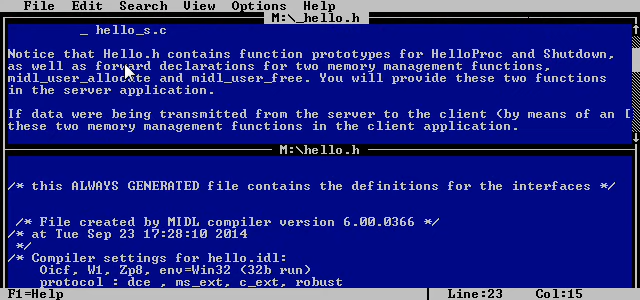 File Edit Search View Options Help
M:\_hello.h
_ hello_s.c
Notice that Hello.h contains function prototypes for HelloProc and Shutdown,
as well as forward declarations for two memory management functions,
midl_user_allocate and midl_user_free. You will provide these two functions
in the server application.
If data were being transmitted from the server to the client (by means of an [
these two memory management functions in the client application.
M:\hello.h
/* this ALWAYS GENERATED file contains the definitions for the interfaces */
/* File created by MIDL compiler version 6.00.0366 */
/* at Tue Sep 23 17:28:10 2014
*/
/* Compiler settings for hello.idl:
Oicf, W1, Zp8, env=Win32 (32b run)
protocol : dce , ms_ext, c_ext, robust
F1=Help Line:23 Col:15